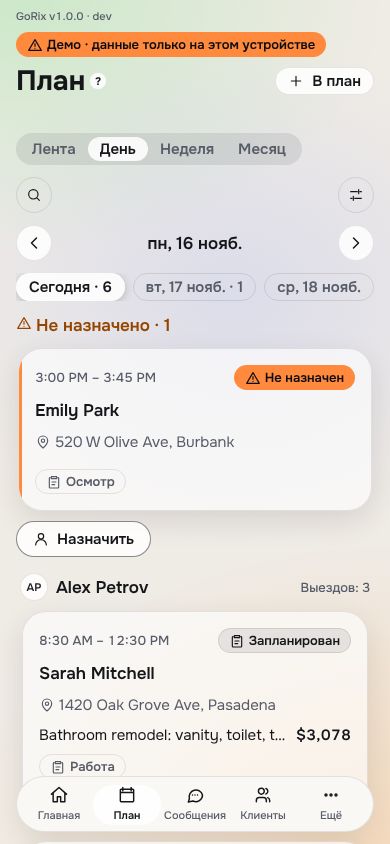 GoRix v1.0.0 · dev
Демо · данные только на этом устройстве
План ?
В план
Лента День Неделя Месяц
пн, 16 нояб.
Сегодня · 6 вт, 17 нояб. · 1 ср, 18 нояб.
Не назначено · 1
3:00 PM – 3:45 PM Не назначен
Emily Park
520 W Olive Ave, Burbank
Осмотр
Назначить
AP Alex Petrov Выездов: 3
8:30 AM – 12:30 PM Запланирован
Sarah Mitchell
1420 Oak Grove Ave, Pasadena
Bathroom remodel: vanity, toilet, t... $3,078
Работа
Главная План Сообщения Клиенты Ещё